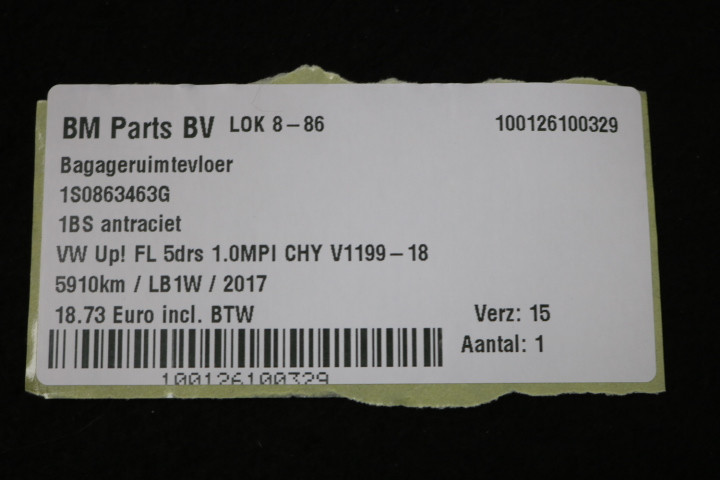 BM Parts BV LOK 8-86 100126100329
Bagageruimtevloer
1S0863463G
1BS antraciet
VW Up! FL 5drs 1.0MPI CHY V1199-18
5910km / LB1W / 2017
18.73 Euro incl. BTW Verz: 15
Aantal: 1
100126100329